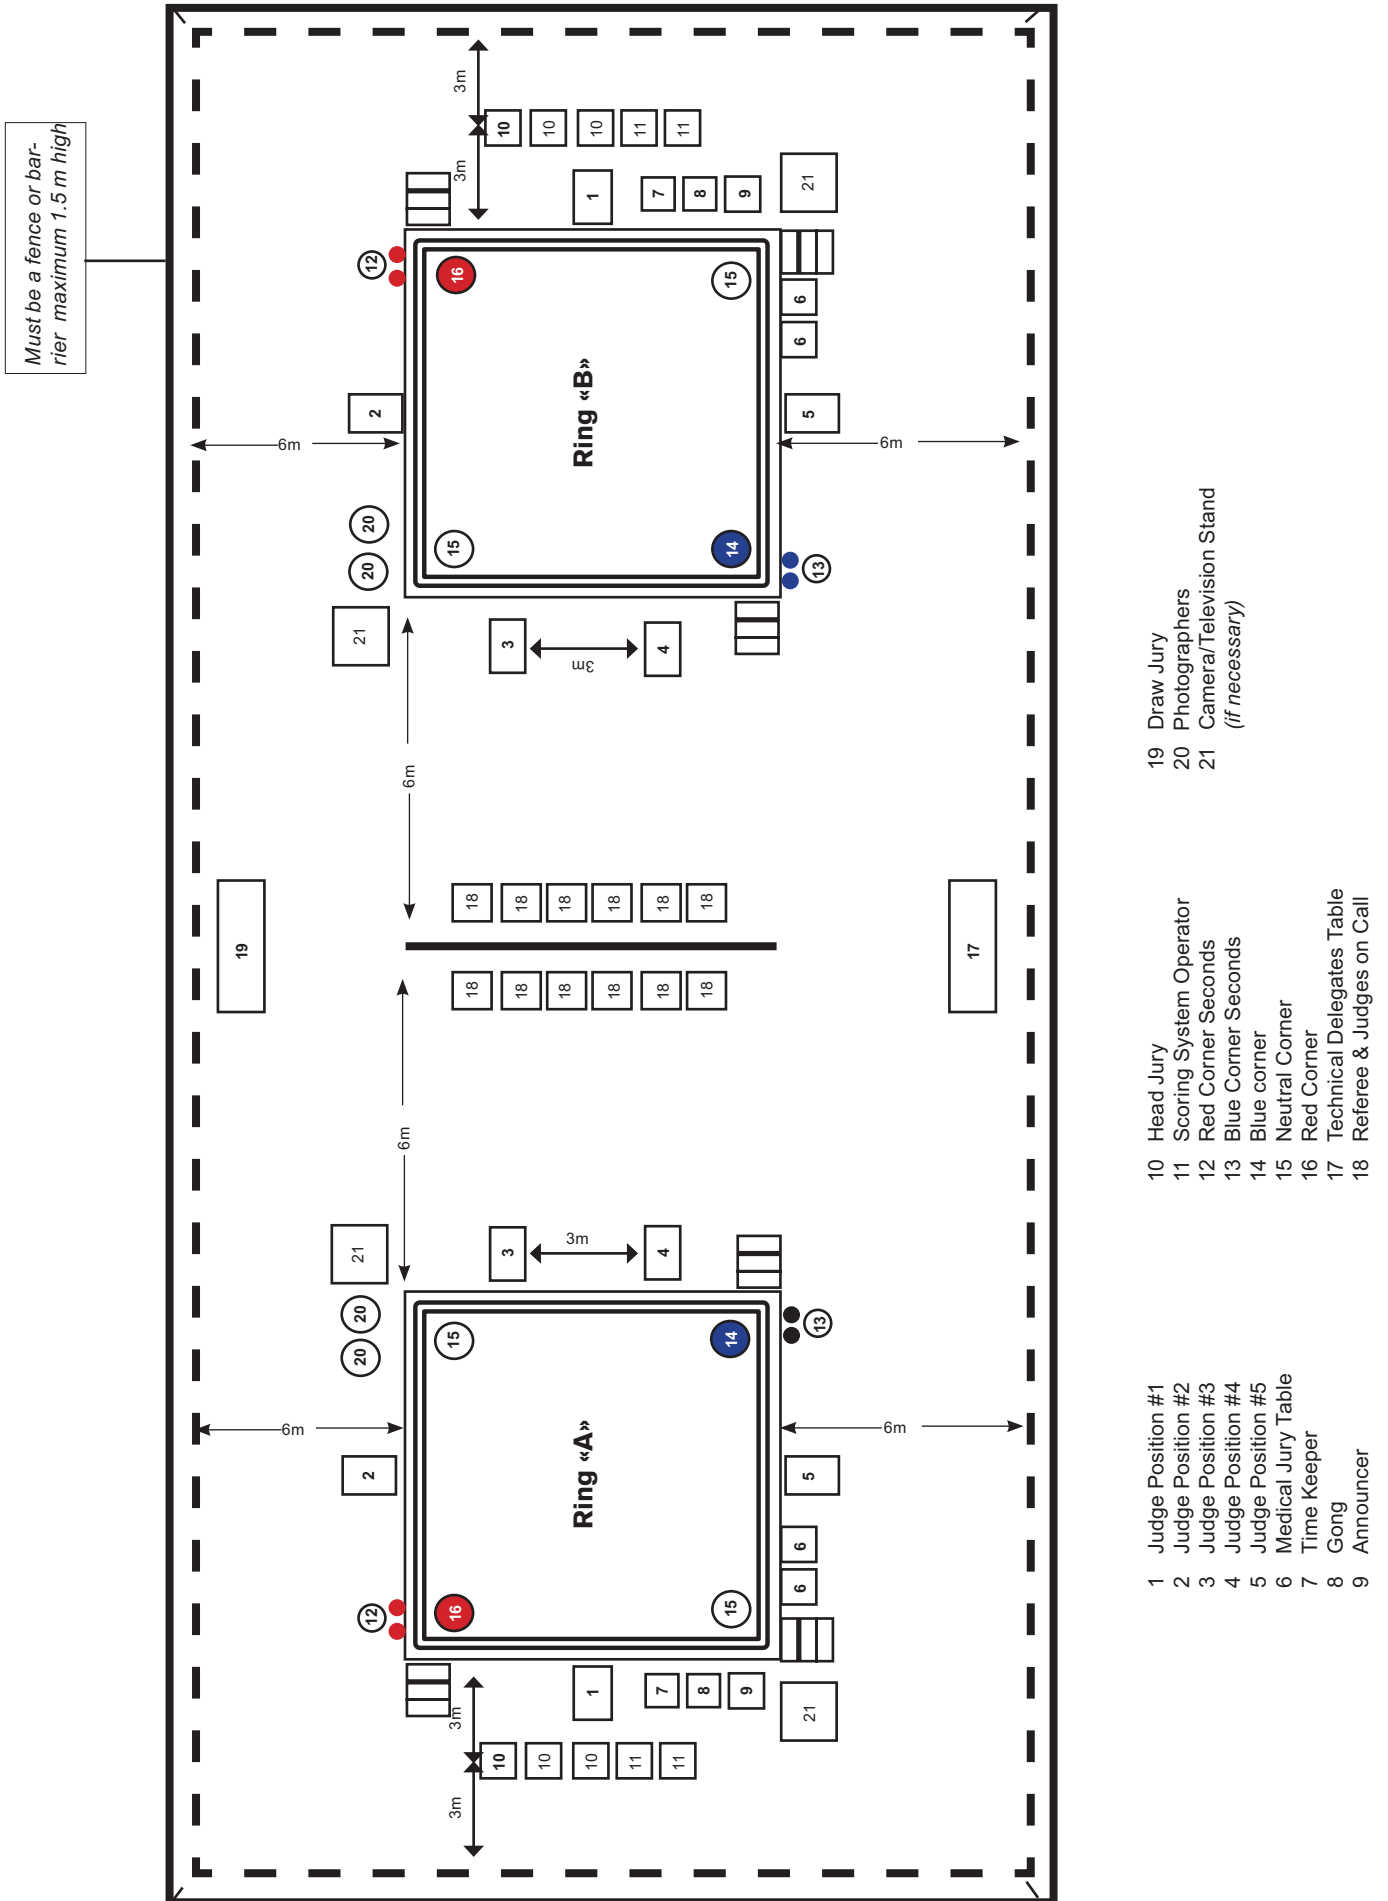 Must be a fence or bar-
rier maximum 1.5 m high
19
6m 6m
12 2 20 20 21 21 20 20 2 12
6m 6m
3m 3m 16 15 15 16 3m 3m
18 18
10 3 18 18 3 10
10 10
18 18
10 1 Ring «A» 3m 3m Ring «B» 1 10
18 18
11 11
7 4 18 18 4 7
11 11
8 18 18 8
15 14 14 15
9 9
21 6 6 5 13 13 5 6 6 21
6m 6m
17
1 Judge Position #1
2 Judge Position #2
3 Judge Position #3
4 Judge Position #4
5 Judge Position #5
6 Medical Jury Table
7 Time Keeper
8 Gong
9 Announcer
10 Head Jury
11 Scoring System Operator
12 Red Corner Seconds
13 Blue Corner Seconds
14 Blue corner
15 Neutral Corner
16 Red Corner
17 Technical Delegates Table
18 Referee & Judges on Call
19 Draw Jury
20 Photographers
21 Camera/Television Stand
(if necessary)